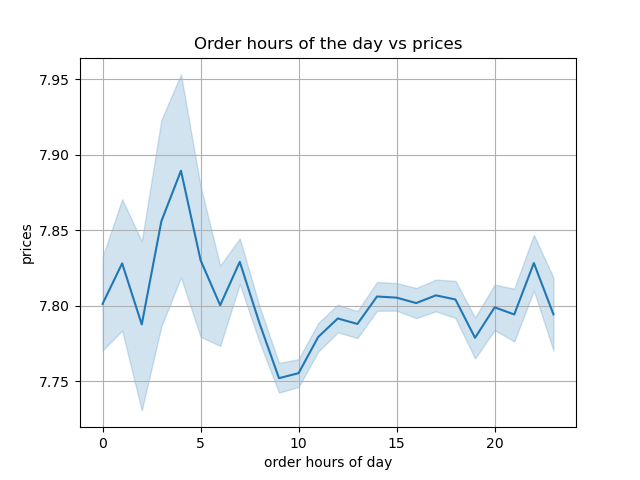 Order hours of the day vs prices
prices
7.95
7.90
7.85
7.80
7.75
0 5 10 15 20
order hours of day